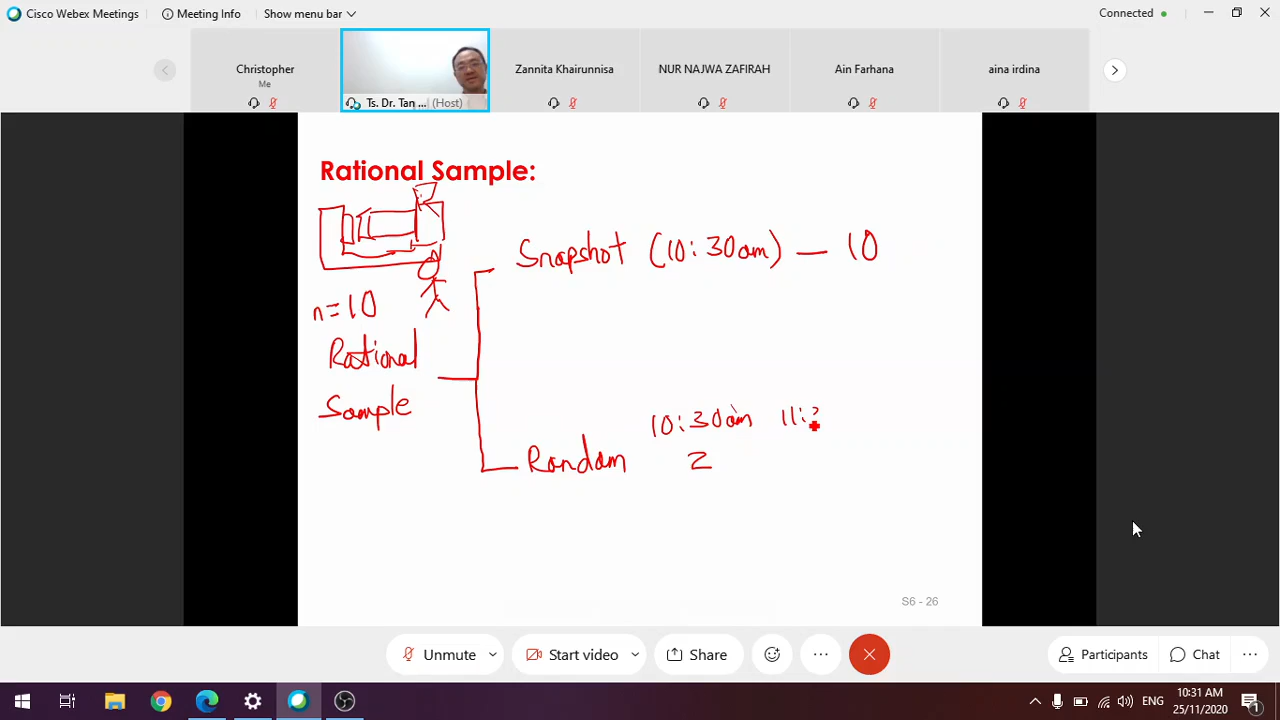 Cisco Webex Meetings
Meeting Info
Show menu bar
Connected
Christopher
Me
Ts. Dr. Tan ... (Host)
Zannita Khairunnisa
NUR NAJWA ZAFIRAH
Ain Farhana
aina irdina
Rational Sample:
Snapshot (10:30am) — 10
n=10
Rational
Sample
10:30am 11:
Random 2
S6 - 26
Unmute
Start video
Share
Participants
Chat
ENG
10:31 AM
25/11/2020
1